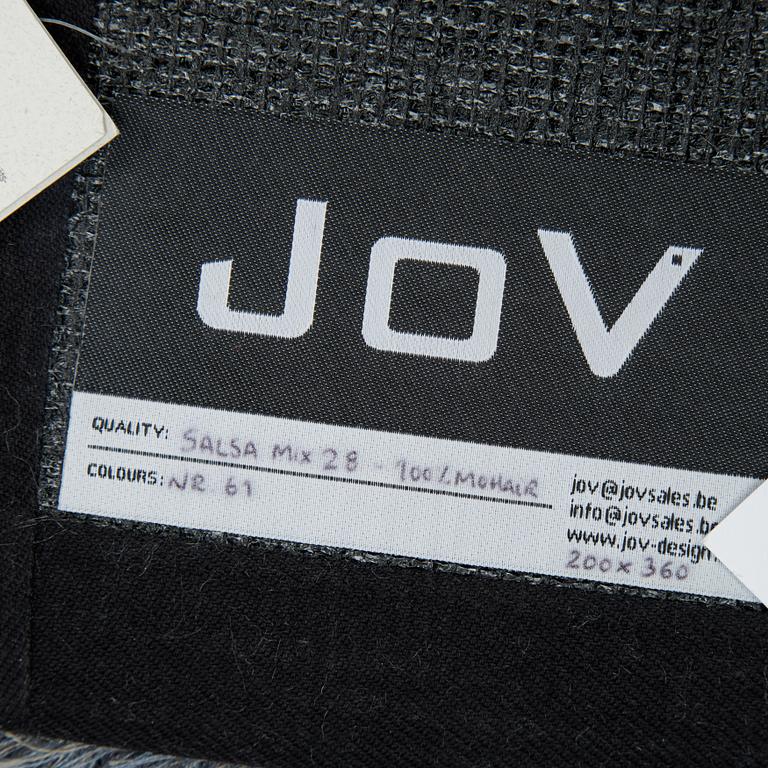 JOV
QUALITY: SALSA Mix 28 - 100% MOHAIR
COLOURS: NR 61
jov@jovsales.be
info@jovsales.be
www.jov-design
200 x 360